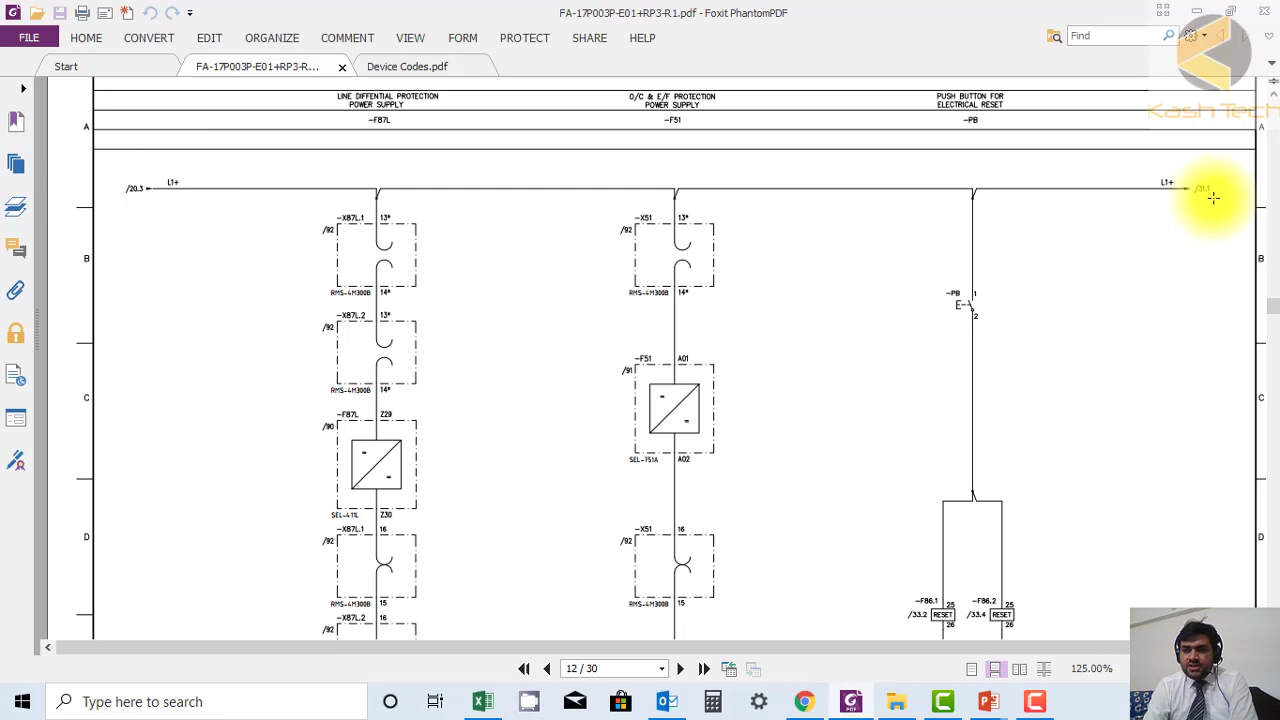 FA-17P003P-E01+RP3-R1.pdf - Foxit PhantomPDF
FILE HOME CONVERT EDIT ORGANIZE COMMENT VIEW FORM PROTECT SHARE HELP
Find
Start FA-17P003P-E01+RP3-R... Device Codes.pdf
Kash Tech
LINE DIFFENTIAL PROTECTION
POWER SUPPLY
O/C & E/F PROTECTION
POWER SUPPLY
PUSH BUTTON FOR
ELECTRICAL RESET
-F87L -F51 -PB
A A
/20.3 L1+ L1+ /31.1
-X87L.1 13*
/92
RMS-4M300B 14*
-X87L.2 13*
/92
RMS-4M300B 14*
-F87L Z29
/90
=
=
SEL-411L Z30
-X87L.1 16
/92
RMS-4M300B 15
-X87L.2 16
/92
-X51 13*
/92
RMS-4M300B 14*
-F51 A01
/91
=
=
SEL-751A A02
-X51 16
/92
RMS-4M300B 15
-PB 1
2
-F86.1 25
/33.2 RESET
26
-F86.2 25
/33.4 RESET
26
B B
C C
D D
12 / 30
125.00%
Type here to search